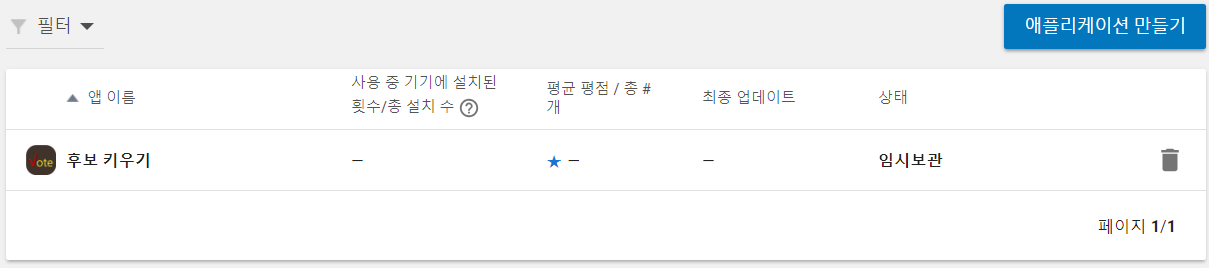 필터
애플리케이션 만들기
앱 이름
사용 중 기기에 설치된
횟수/총 설치 수 ?
평균 평점 / 총 #
개
최종 업데이트
상태
Vote
후보 키우기
–
★ –
–
임시보관
페이지 1/1